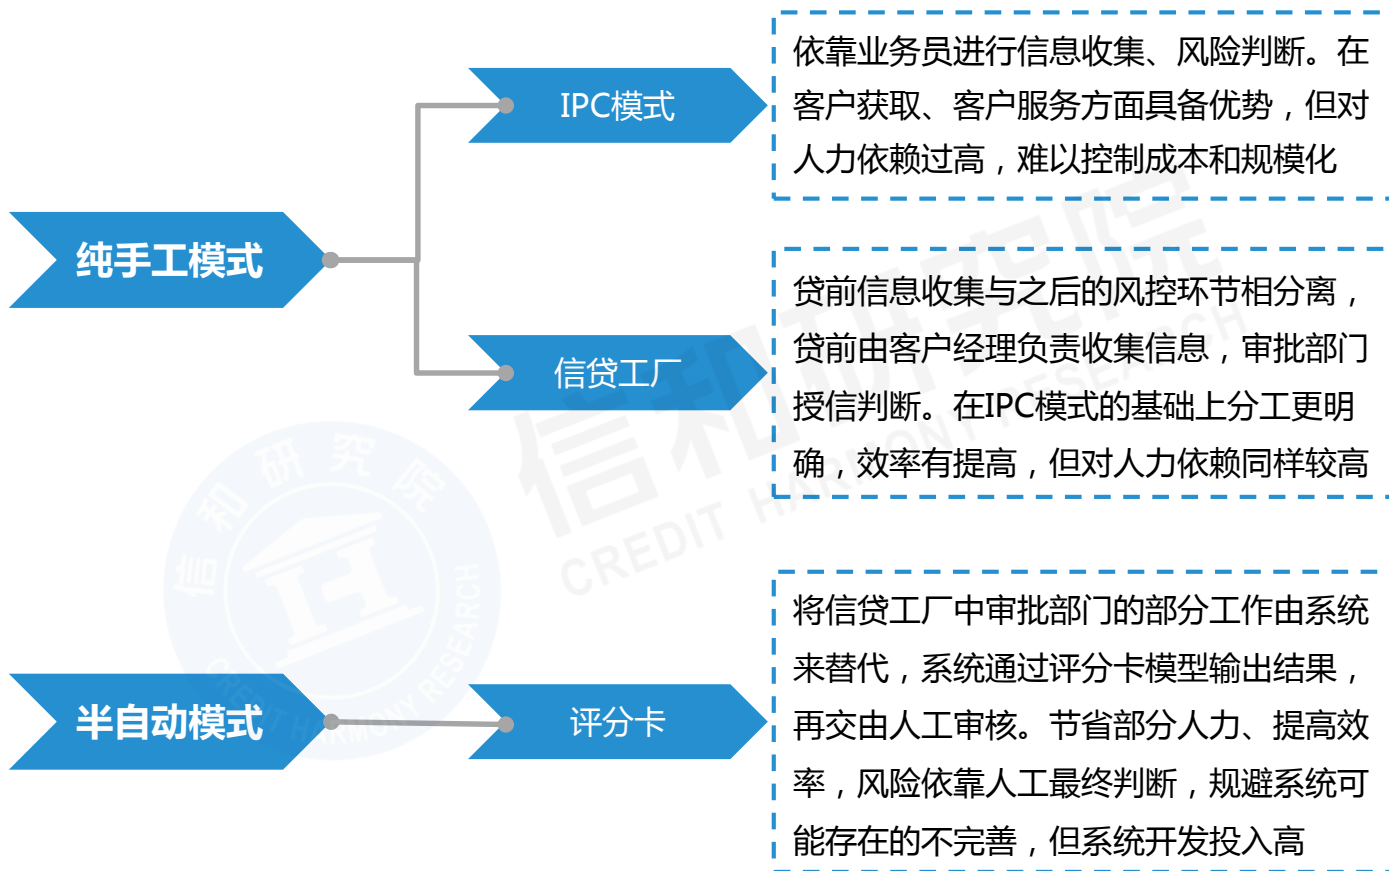 纯手工模式
IPC模式
依靠业务员进行信息收集、风险判断。在
客户获取、客户服务方面具备优势，但对
人力依赖过高，难以控制成本和规模化
信贷工厂
贷前信息收集与之后的风控环节相分离，
贷前由客户经理负责收集信息，审批部门
授信判断。在IPC模式的基础上分工更明
确，效率有提高，但对人力依赖同样较高
半自动模式
评分卡
将信贷工厂中审批部门的部分工作由系统
来替代，系统通过评分卡模型输出结果，
再交由人工审核。节省部分人力、提高效
率，风险依靠人工最终判断，规避系统可
能存在的不完善，但系统开发投入高
信和研究院
CREDIT HARMONY RESEARCH
信和研究院
CREDIT HARMONY RESEARCH